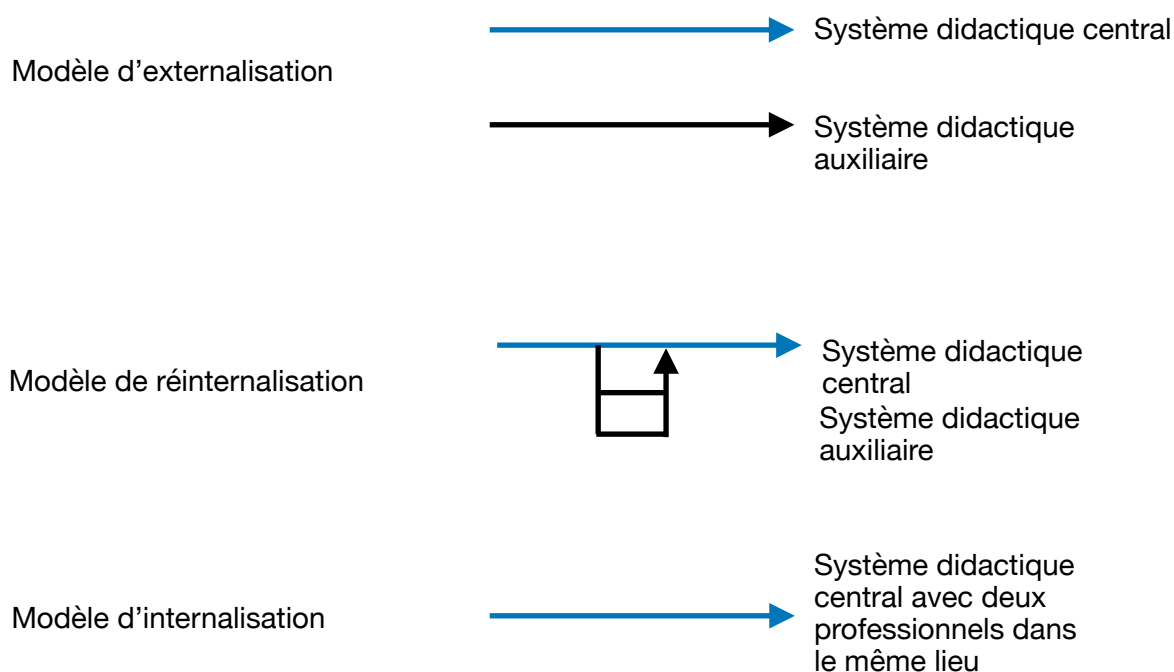 Système didactique central
Modèle d’externalisation
Système didactique
auxiliaire
Modèle de réinternalisation
Système didactique
central
Système didactique
auxiliaire
Modèle d’internalisation
Système didactique
central avec deux
professionnels dans
le même lieu